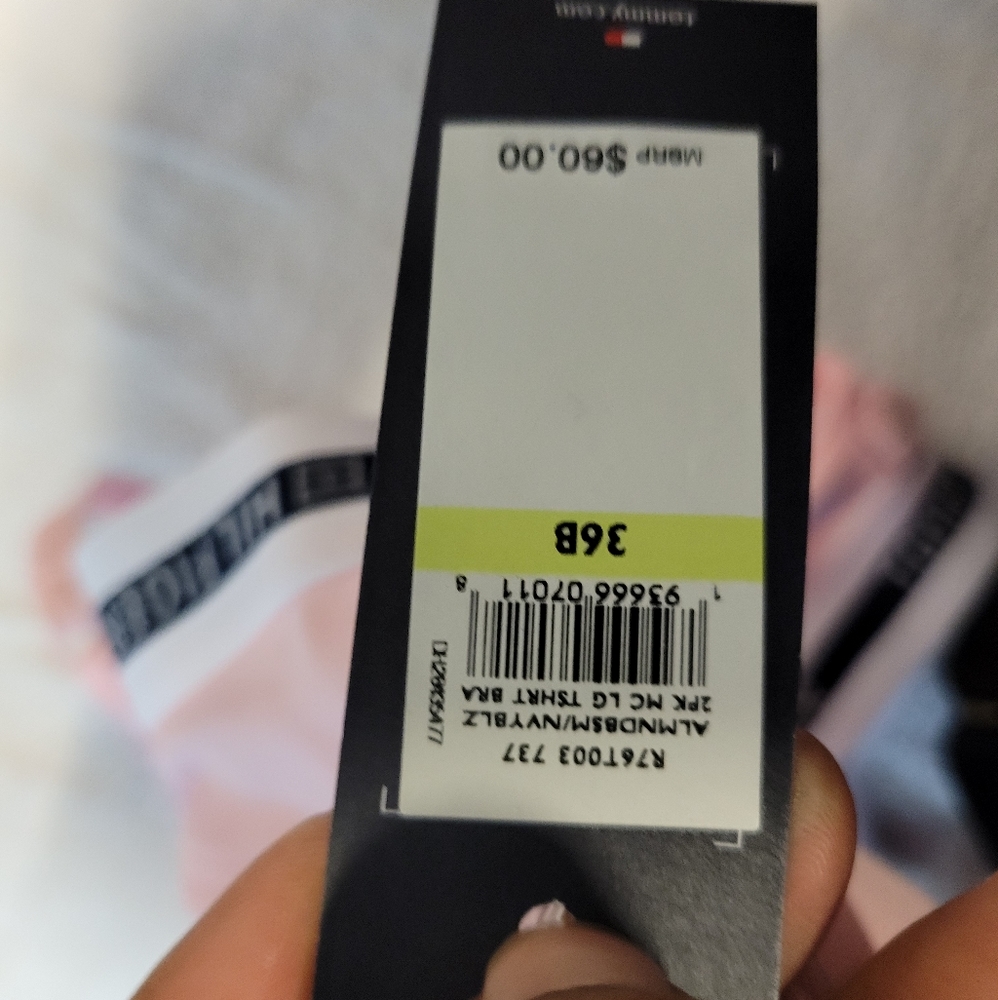 R76T003 737
ALMNDBSM/NVYBLZ
2PK MC LG TSHRT BRA
1 93666 07011 8
36B
MSRP $60.00
tommy.com
HILFIGER